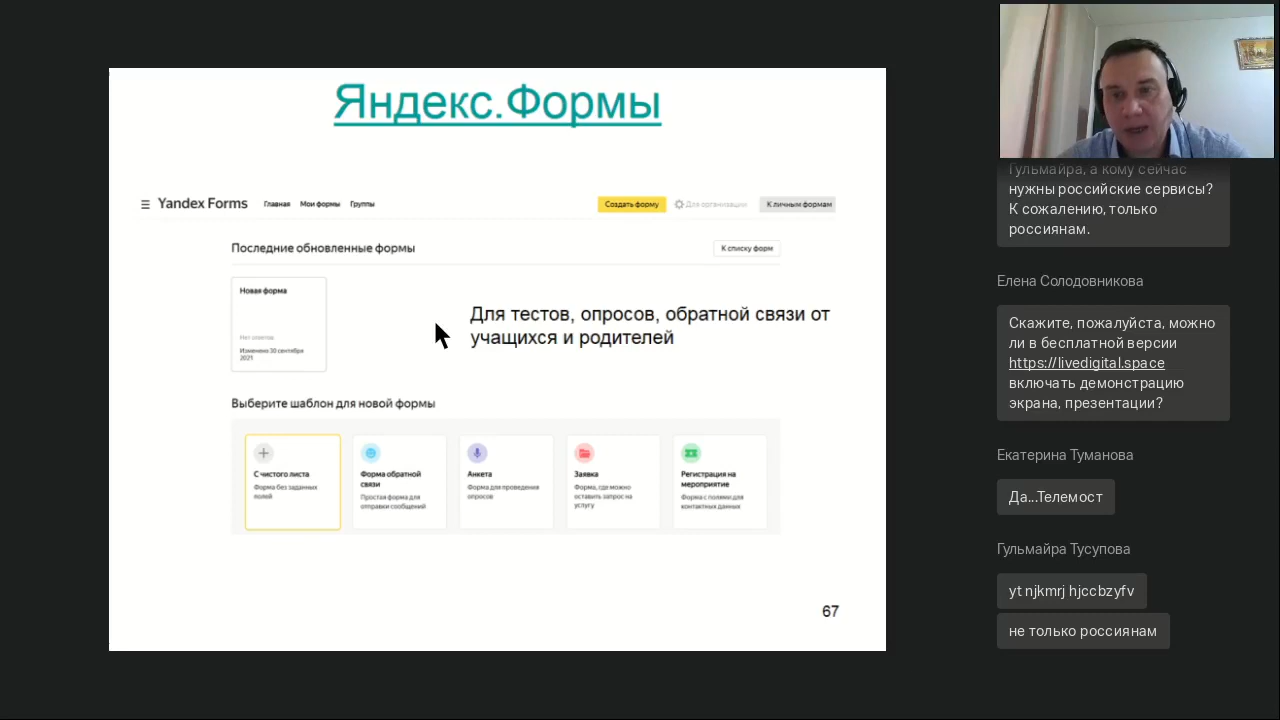 Яндекс.Формы
Yandex Forms Главная Мои формы Группы Создать форму Для организации К личным формам
Последние обновленные формы К списку форм
Новая форма
Нет ответов
Изменено 30 сентября
2021
Для тестов, опросов, обратной связи от
учащихся и родителей
Выберите шаблон для новой формы
С чистого листа
Форма без заданных
полей
Форма обратной
связи
Простая форма для
отправки сообщений
Анкета
Форма для проведения
опросов
Заявка
Форма, где можно
оставить запрос на
услугу
Регистрация на
мероприятие
Форма с полями для
контактных данных
67
Гульмайра, а кому сейчас
нужны российские сервисы?
К сожалению, только
россиянам.
Елена Солодовникова
Скажите, пожалуйста, можно
ли в бесплатной версии
https://livedigital.space
включать демонстрацию
экрана, презентации?
Екатерина Туманова
Да...Телемост
Гульмайра Тусупова
yt njkmrj hjccbzyfv
не только россиянам